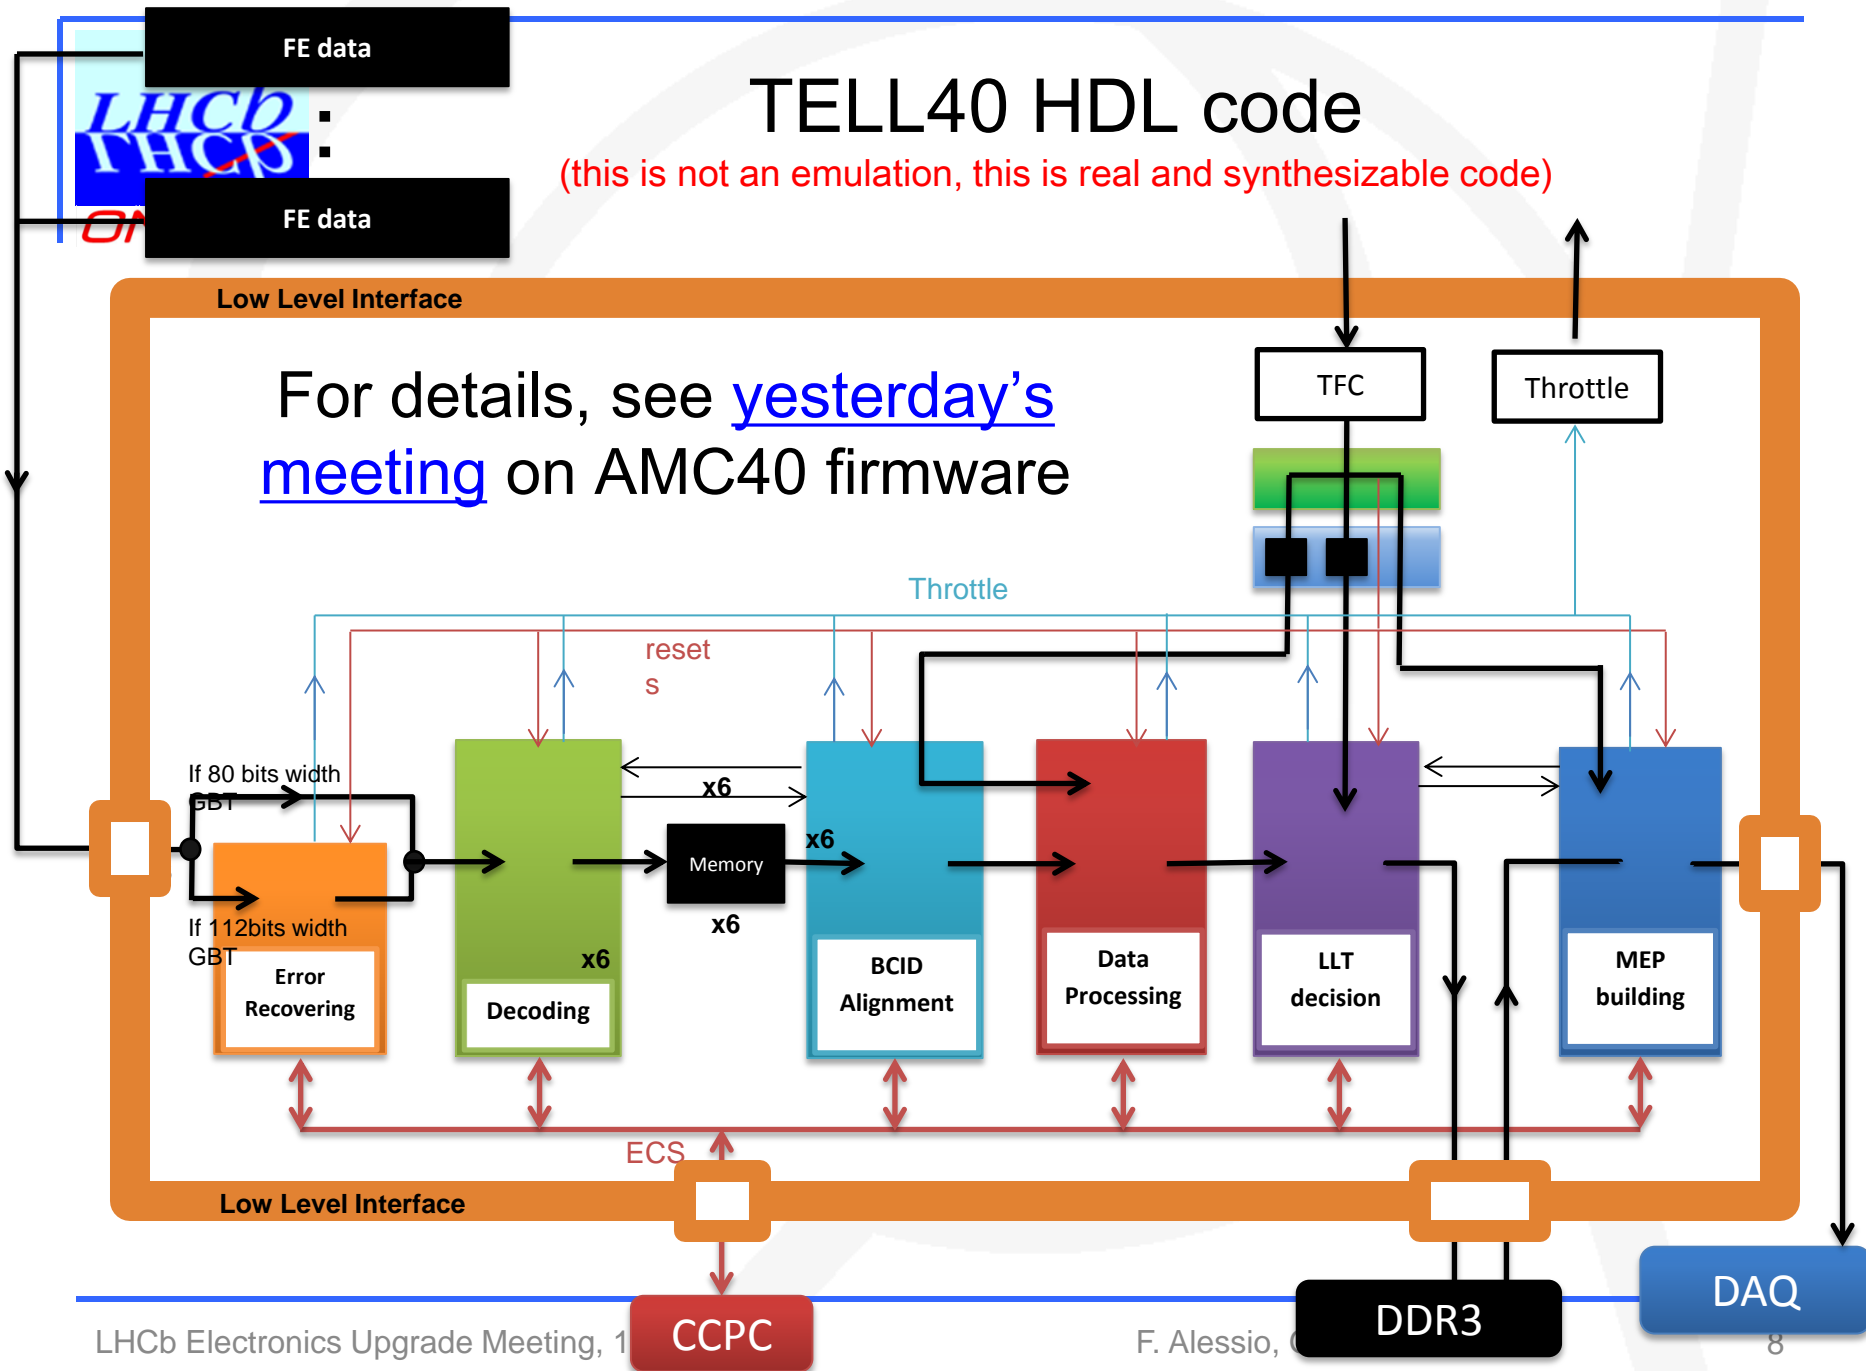 FE data
LHCb
:
:
FE data
TELL40 HDL code
(this is not an emulation, this is real and synthesizable code)
Low Level Interface
For details, see yesterday's
meeting on AMC40 firmware
TFC
Throttle
Throttle
reset
s
If 80 bits width
GBT
x6
x6
Memory
x6
If 112bits width
GBT
Error
Recovering
x6
Decoding
BCID
Alignment
Data
Processing
LLT
decision
MEP
building
ECS
Low Level Interface
CCPC
DDR3
DAQ
LHCb Electronics Upgrade Meeting, 1
F. Alessio,
8